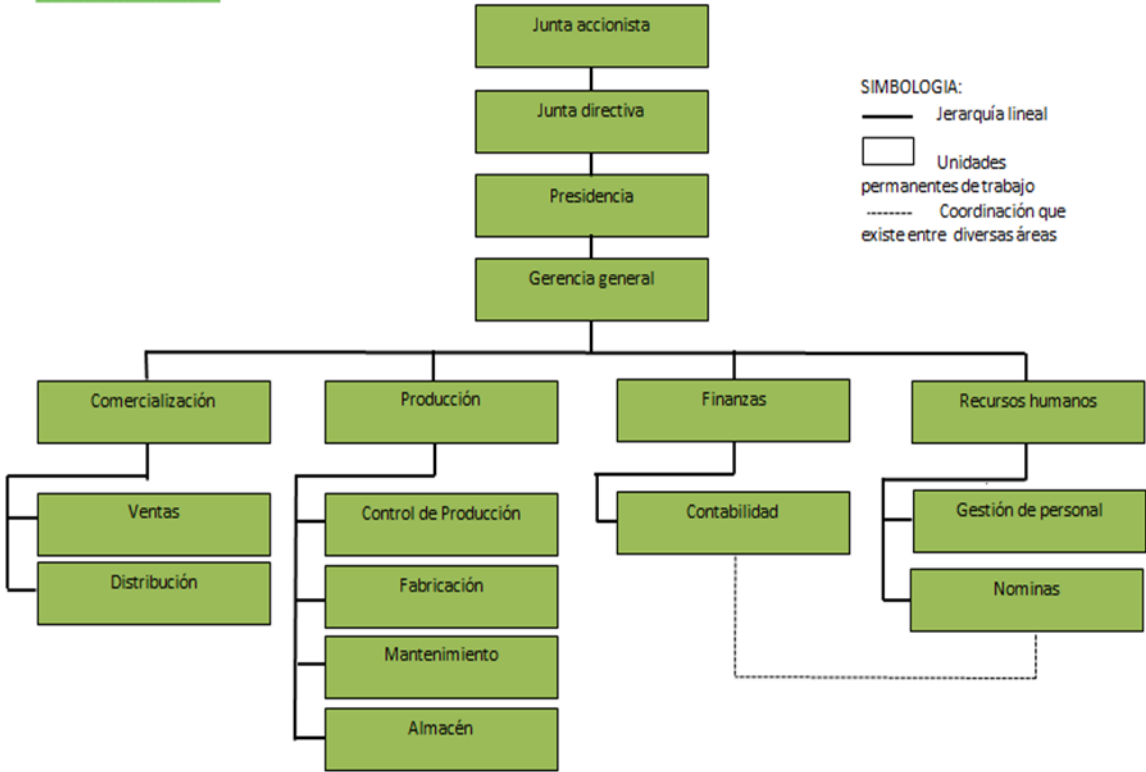 Junta accionista
Junta directiva
Presidencia
Gerencia general
SIMBOLOGIA:
Jerarquía lineal
Unidades
permanentes de trabajo
Coordinación que
existe entre diversas áreas
Comercialización
Producción
Finanzas
Recursos humanos
Ventas
Distribución
Control de Producción
Fabricación
Mantenimiento
Almacén
Contabilidad
Gestión de personal
Nominas